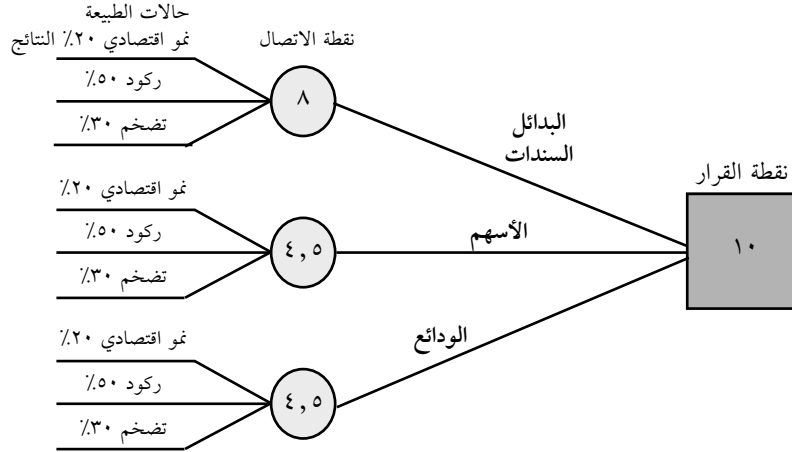 حالات الطبيعة
نمو اقتصادي ٢٠٪ النتائج
نقطة الاتصال
ركود ٥٠٪
تضخم ٣٠٪
٨
البدائل
السندات
نقطة القرار
١٠
نمو اقتصادي ٢٠٪
ركود ٥٠٪
تضخم ٣٠٪
٤,٥
الأسهم
نمو اقتصادي ٢٠٪
ركود ٥٠٪
تضخم ٣٠٪
٤,٥
الودائع